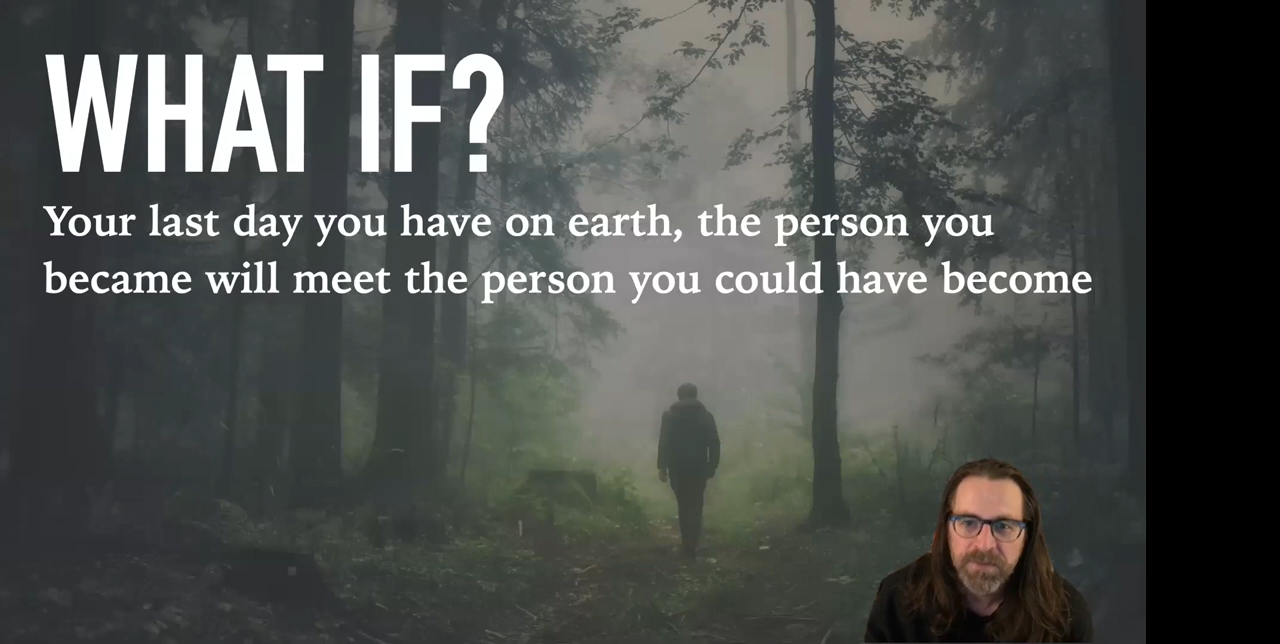 WHAT IF?
Your last day you have on earth, the person you
became will meet the person you could have become